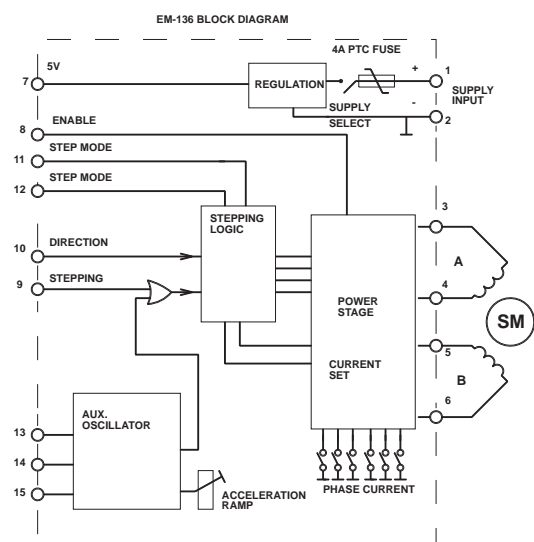 EM-136 BLOCK DIAGRAM
4A PTC FUSE
5V
7
REGULATION
+
1
SUPPLY
INPUT
-
2
SUPPLY
SELECT
ENABLE
8
STEP MODE
11
STEP MODE
12
STEPPING
LOGIC
3
DIRECTION
10
A
STEPPING
9
4
POWER
STAGE
SM
5
CURRENT
SET
B
6
AUX.
OSCILLATOR
13
14
15
ACCELERATION
RAMP
PHASE CURRENT